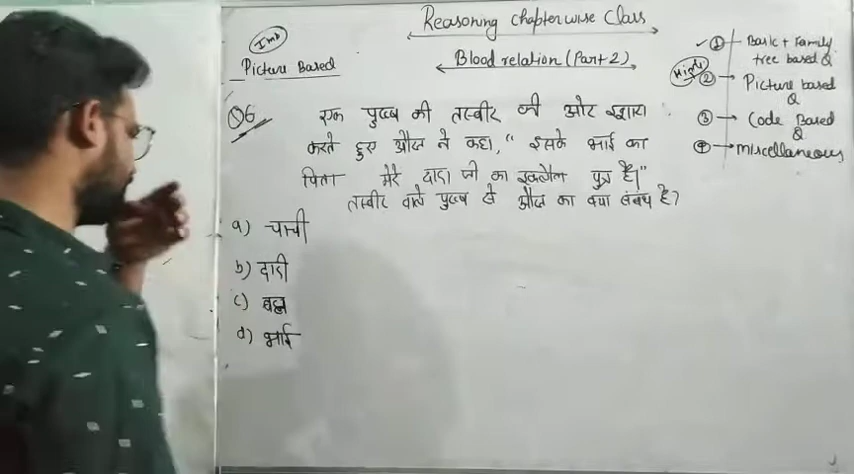 Reasoning Chapterwise Class
Imp
Picture Based
Blood relation (Part 2)
① Basic + Family
tree based Q
Hindi
② → Picture based
Q
③ → Code Based
Q
④ → Miscellaneous
Q6 एक पुरुष की तस्वीर की ओर इशारा
करते हुए औरत ने कहा, "इसके भाई का
पिता मेरे दादा जी का इकलौता पुत्र है।"
तस्वीर वाले पुरुष से औरत का क्या संबंध है?
a) चाची
b) दादी
c) बहन
d) भाई